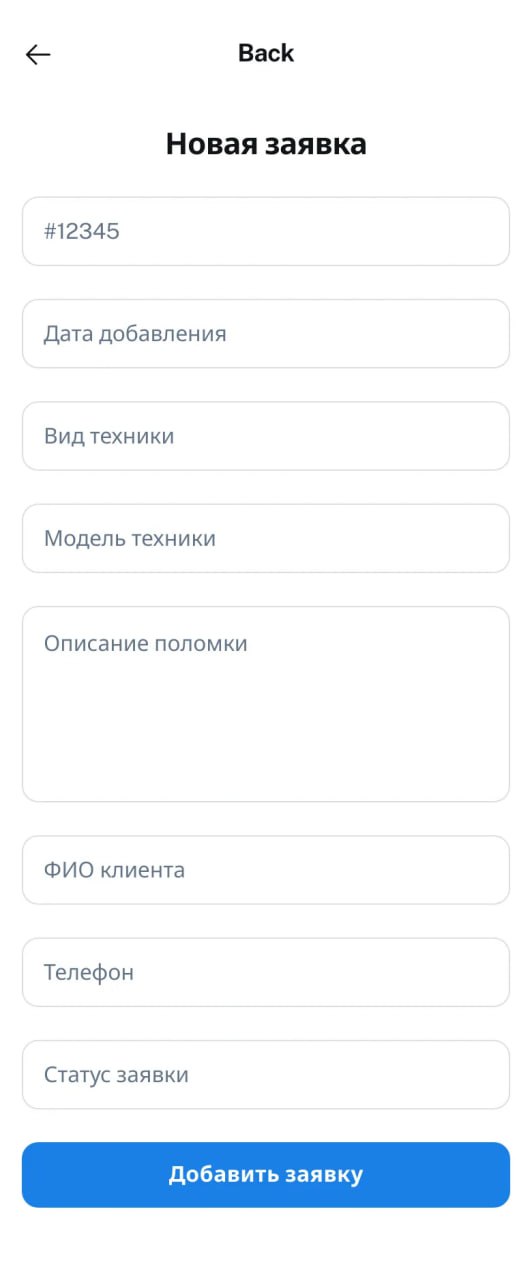 Back
Новая заявка
#12345
Дата добавления
Вид техники
Модель техники
Описание поломки
ФИО клиента
Телефон
Статус заявки
Добавить заявку